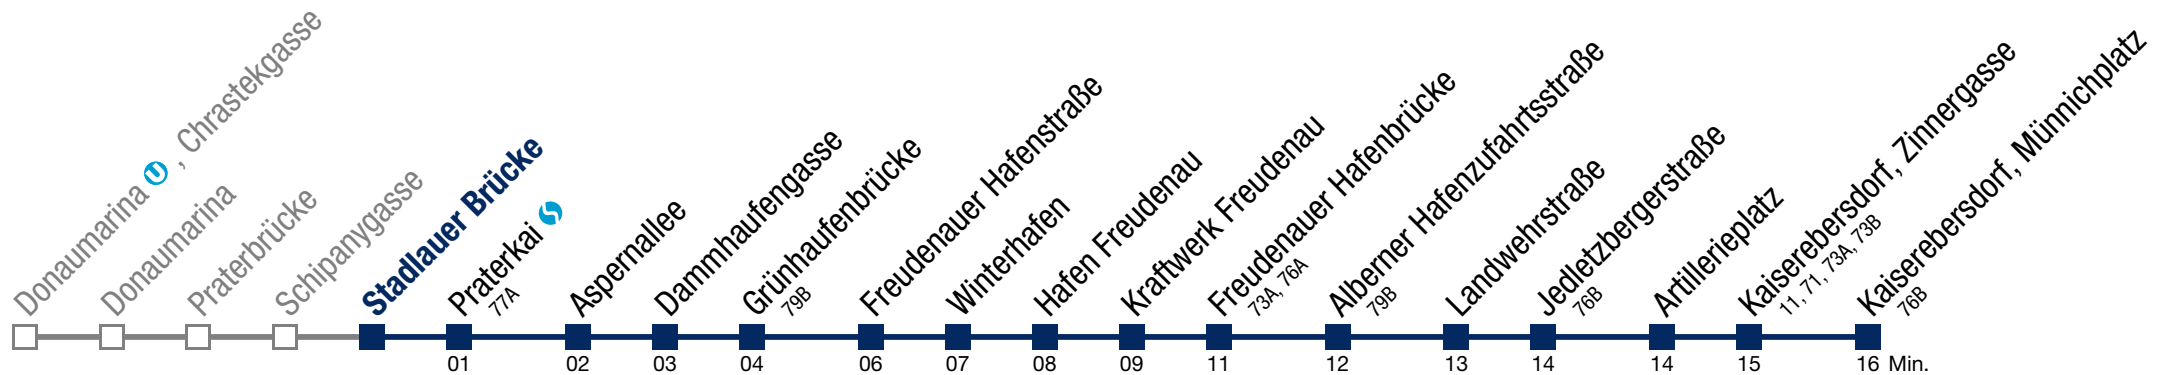 Donaumarina U, Chrastekgasse
Donaumarina
Praterbrücke
Schipanygasse
Stadlauer Brücke
Praterkai S
77A
Aspernallee
Dammhaufengasse
Grünhaufenbrücke
79B
Freudenauer Hafenstraße
Winterhafen
Hafen Freudenau
Kraftwerk Freudenau
Freudenauer Hafenbrücke
73A, 76A
Alberner Hafenzufahrtsstraße
79B
Landwehrstraße
Jedletzbergerstraße
76B
Artillerieplatz
Kaiserebersdorf, Zinnergasse
11, 71, 73A, 73B
Kaiserebersdorf, Münnichplatz
76B
01 02 03 04 06 07 08 09 11 12 13 14 14 15 16 Min.